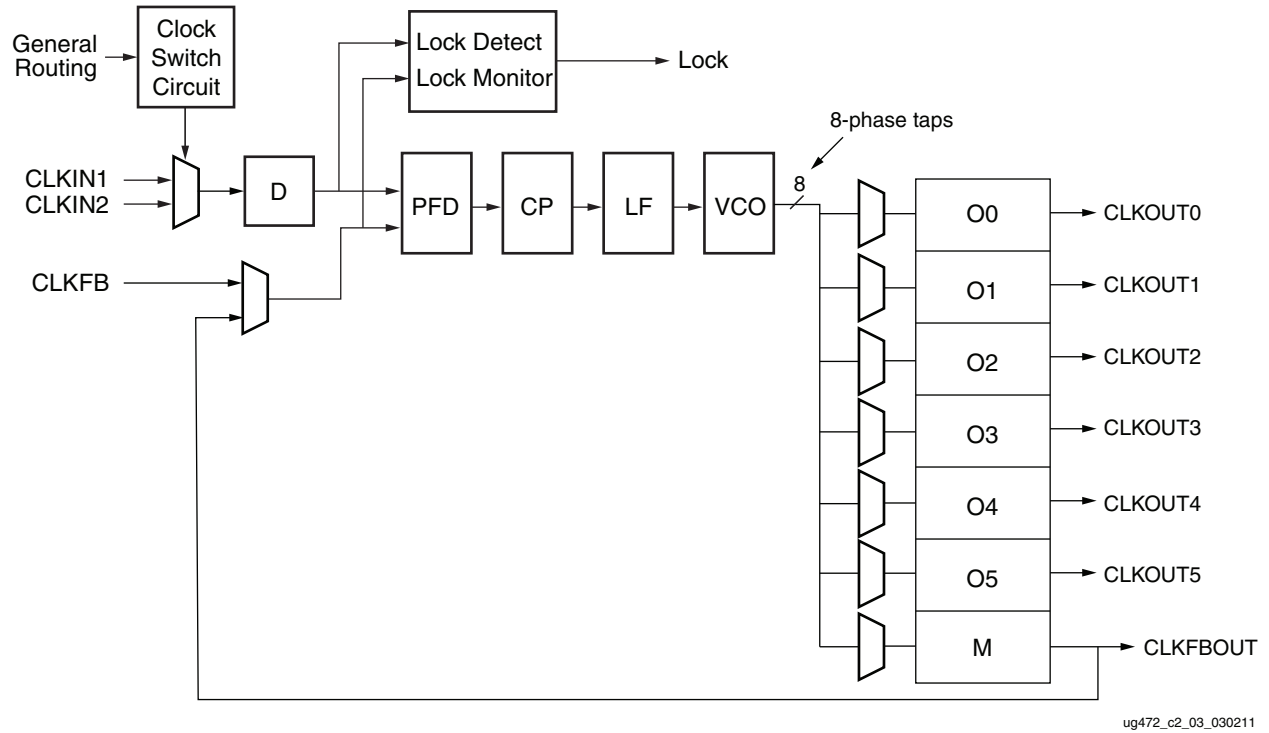 General
Routing
Clock
Switch
Circuit
Lock Detect
Lock Monitor
Lock
8-phase taps
CLKIN1
CLKIN2
D
PFD
CP
LF
VCO
8
CLKFB
O0
CLKOUT0
O1
CLKOUT1
O2
CLKOUT2
O3
CLKOUT3
O4
CLKOUT4
O5
CLKOUT5
M
CLKFBOUT
ug472_c2_03_030211